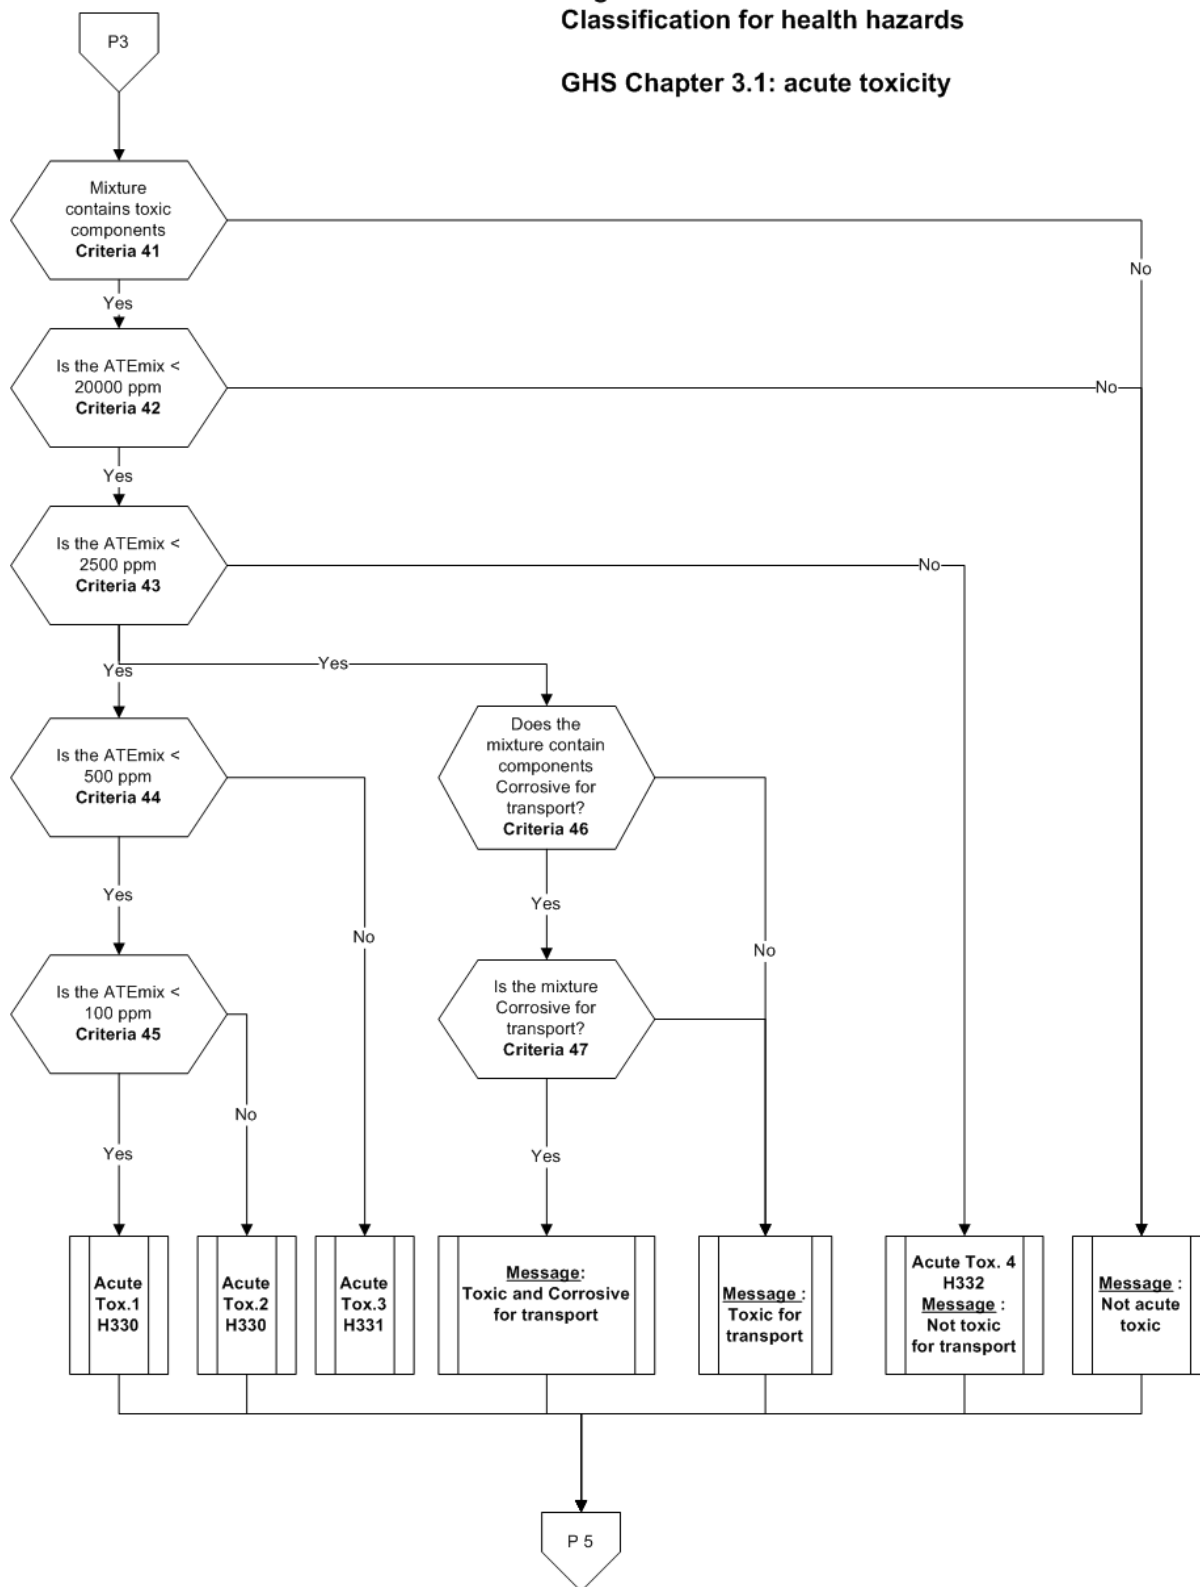 Classification for health hazards
GHS Chapter 3.1: acute toxicity
P3
Mixture
contains toxic
components
Criteria 41
No
Yes
Is the ATEmix <
20000 ppm
Criteria 42
No
Yes
Is the ATEmix <
2500 ppm
Criteria 43
No
Yes
Yes
Is the ATEmix <
500 ppm
Criteria 44
Does the
mixture contain
components
Corrosive for
transport?
Criteria 46
Yes
Yes
No
No
Is the ATEmix <
100 ppm
Criteria 45
Is the mixture
Corrosive for
transport?
Criteria 47
No
Yes
Yes
Acute
Tox.1
H330
Acute
Tox.2
H330
Acute
Tox.3
H331
Message:
Toxic and Corrosive
for transport
Message :
Toxic for
transport
Acute Tox. 4
H332
Message :
Not toxic
for transport
Message :
Not acute
toxic
P 5